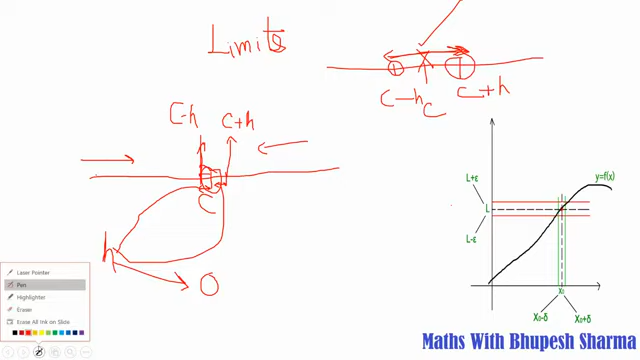 Limits
C-h C C+h
C-h C+h
C
h → 0
L+ε
L
L-ε
y=f(x)
x₀
x₀-δ x₀+δ
Laser Pointer
Pen
Highlighter
Eraser
Erase All Ink on Slide
Maths With Bhupesh Sharma